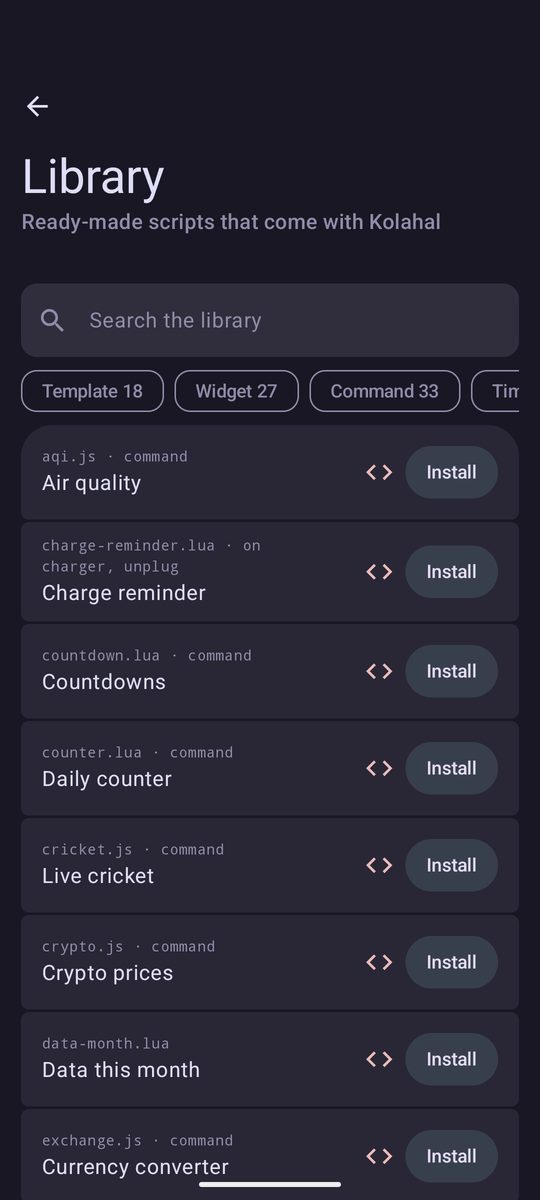 Library
Ready-made scripts that come with Kolahal
Search the library
Template 18
Widget 27
Command 33
Tim
aqi.js · command
Air quality
Install
charge-reminder.lua · on
charger, unplug
Charge reminder
Install
countdown.lua · command
Countdowns
Install
counter.lua · command
Daily counter
Install
cricket.js · command
Live cricket
Install
crypto.js · command
Crypto prices
Install
data-month.lua
Data this month
Install
exchange.js · command
Currency converter
Install